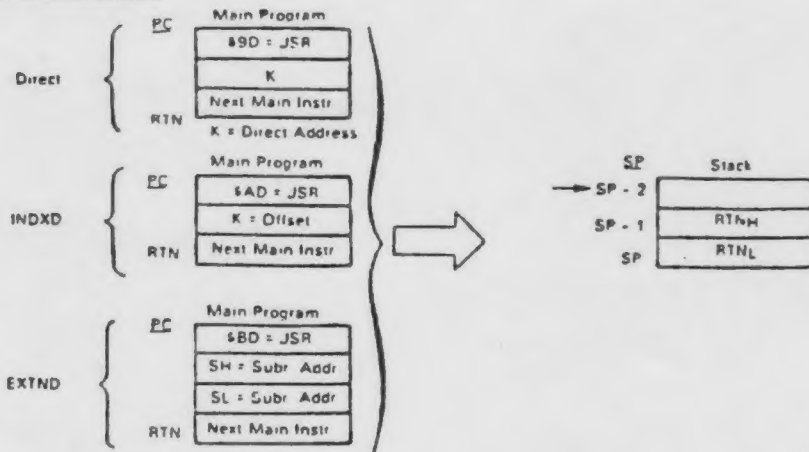 Main Program
PC
$9D = JSR
Direct
K
Next Main Instr
RTN
K = Direct Address
Main Program
PC
$AD = JSR
INDXD
K = Offset
RTN
Next Main Instr
Main Program
PC
$BD = JSR
SH = Subr Addr
EXTND
SL = Subr Addr
RTN
Next Main Instr
SP
Stack
SP - 2
SP - 1
RTNH
SP
RTNL